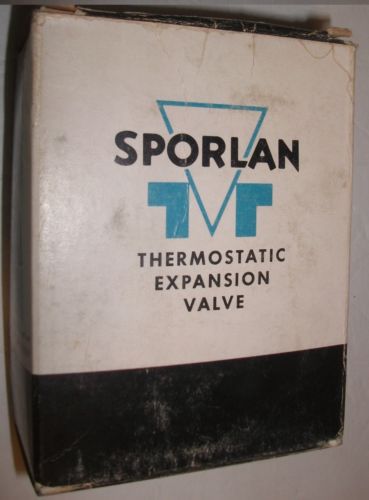 SPORLAN
THERMOSTATIC
EXPANSION
VALVE